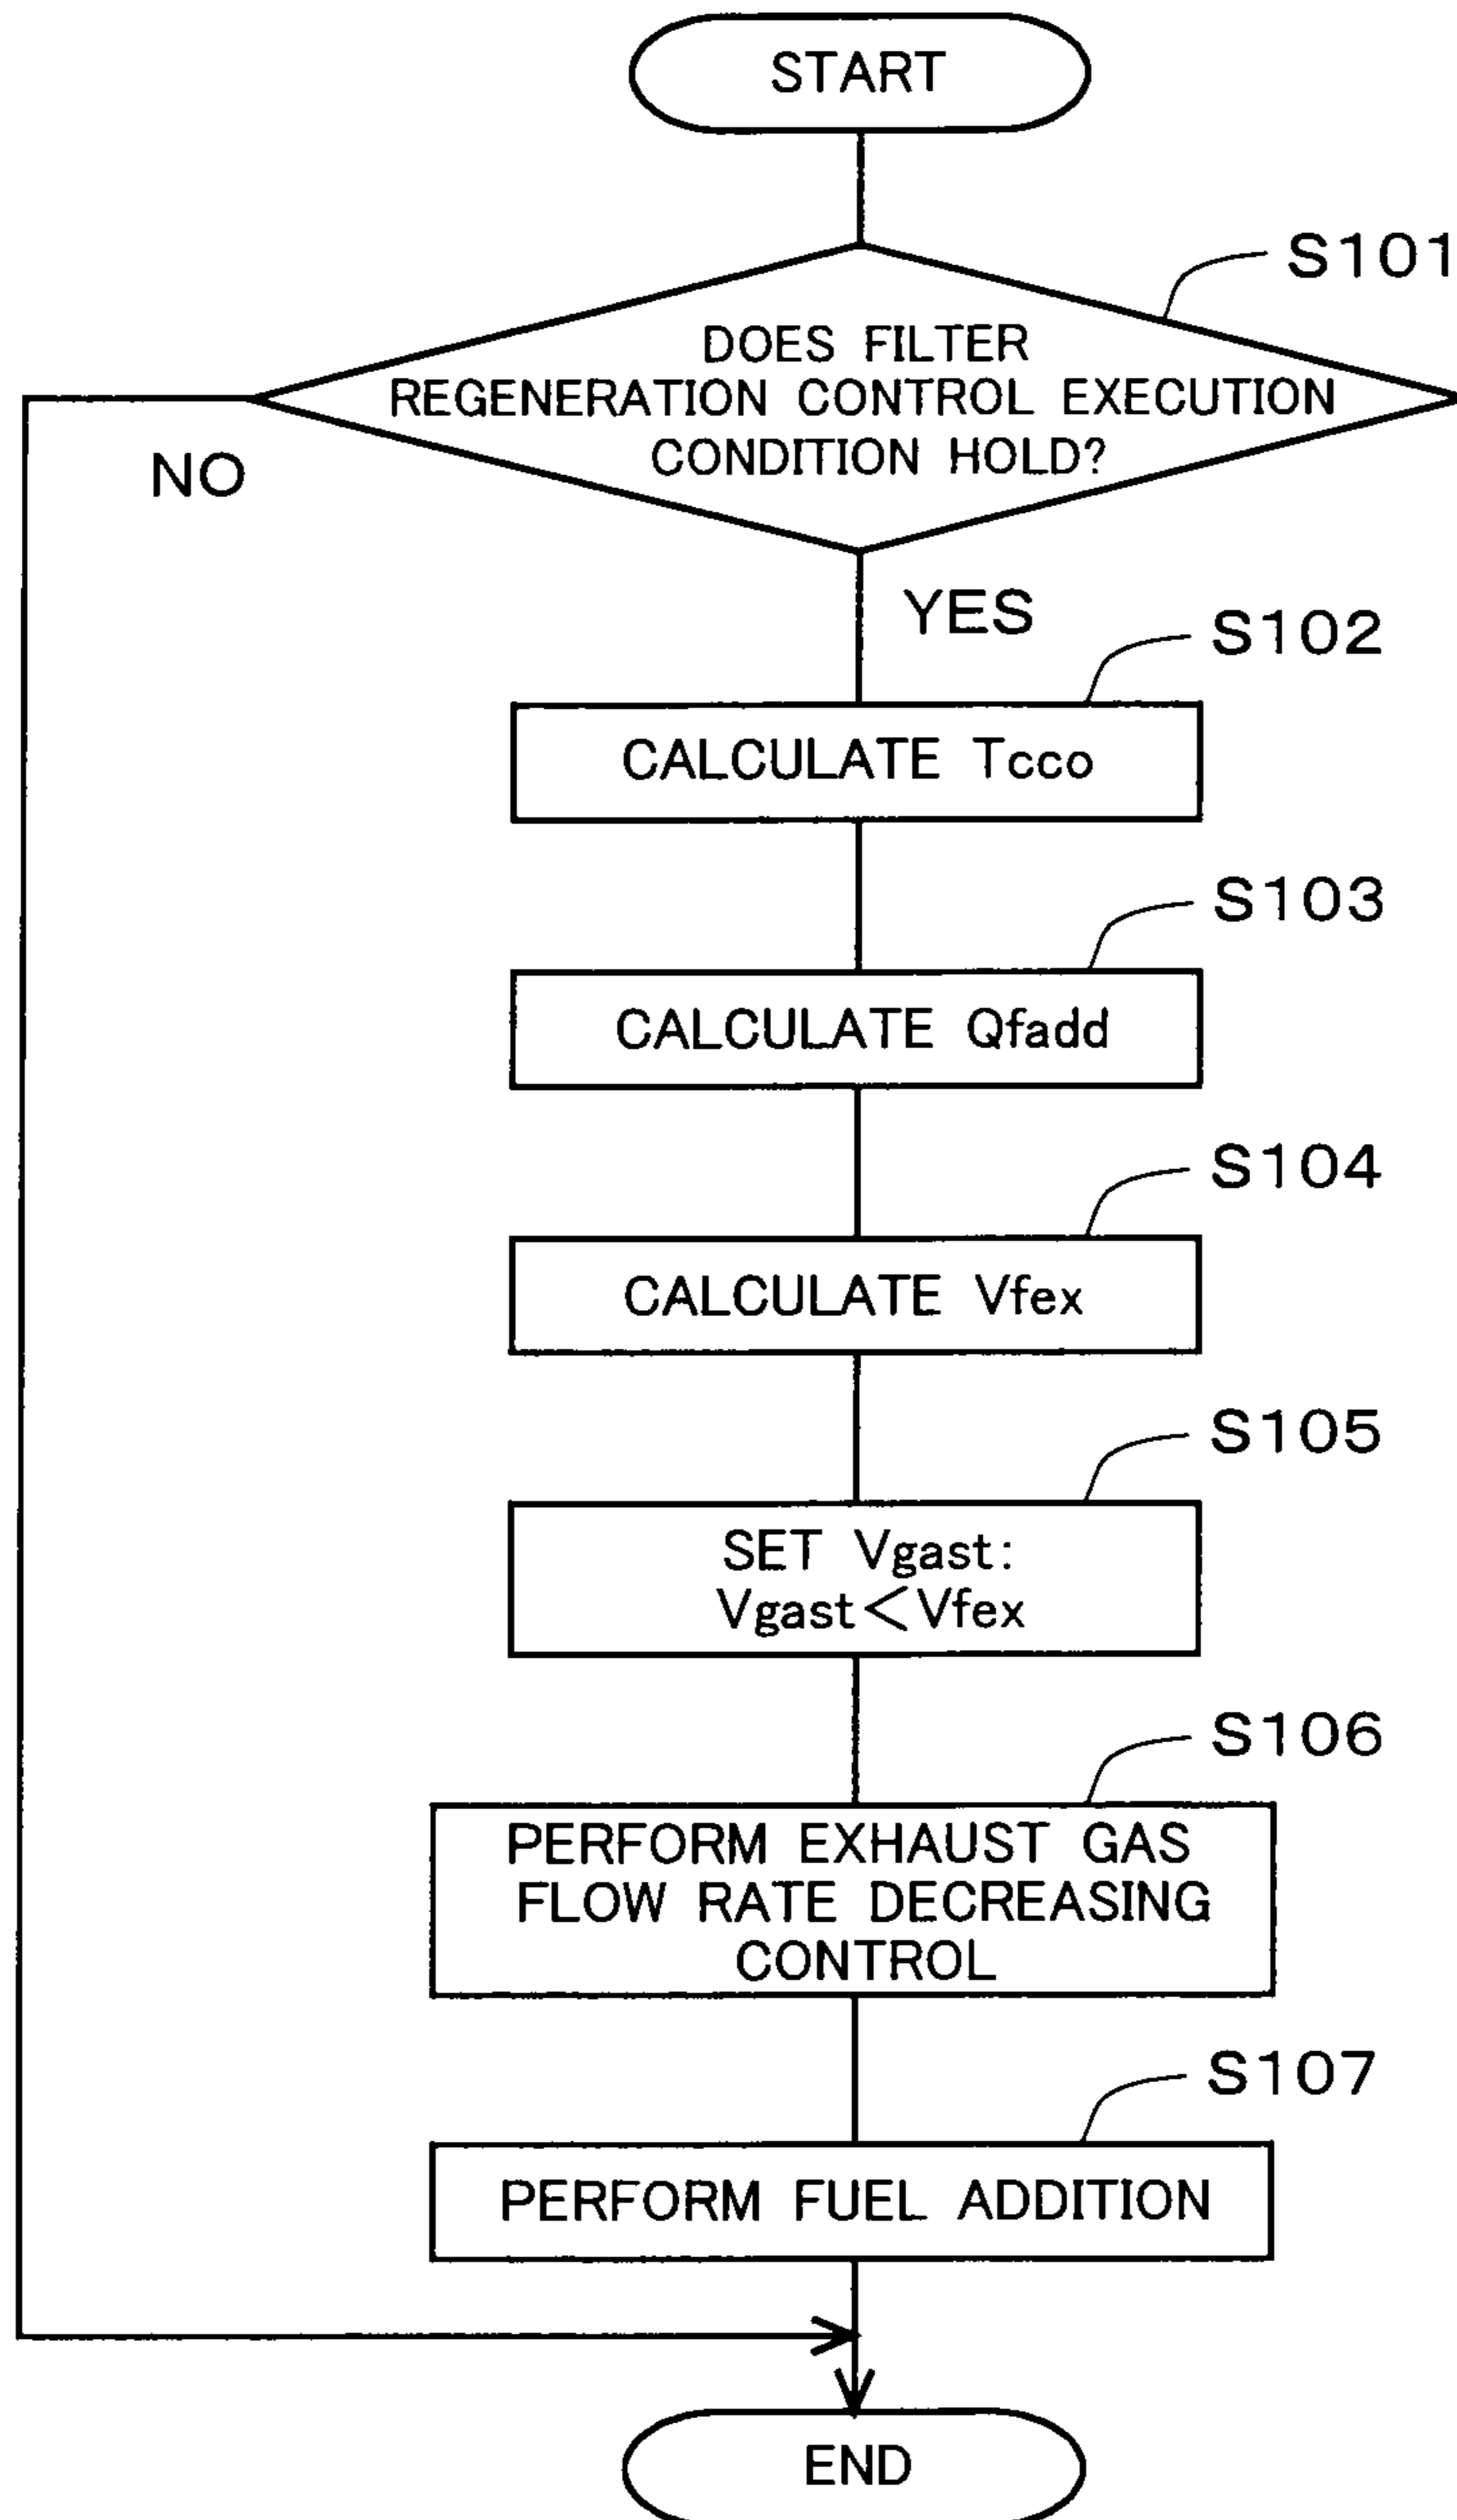 START
S101
DOES FILTER
REGENERATION CONTROL EXECUTION
CONDITION HOLD?
NO
YES
S102
CALCULATE Tcco
S103
CALCULATE Qfadd
S104
CALCULATE Vfex
S105
SET Vgast:
Vgast<Vfex
S106
PERFORM EXHAUST GAS
FLOW RATE DECREASING
CONTROL
S107
PERFORM FUEL ADDITION
END